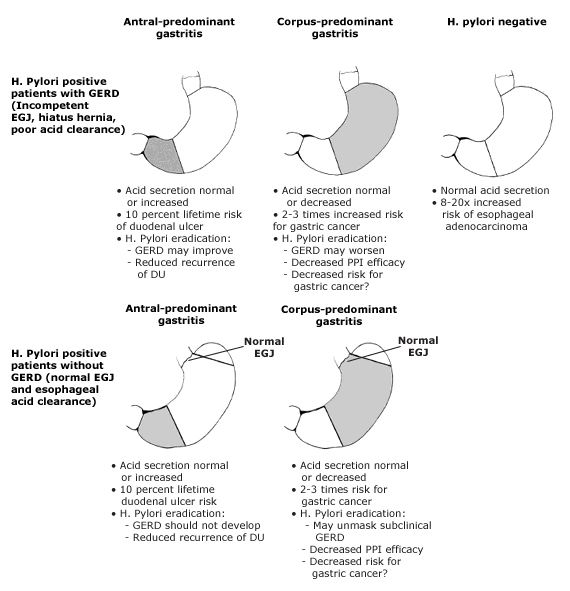 Antral-predominant
gastritis
Corpus-predominant
gastritis
H. pylori negative
H. Pylori positive
patients with GERD
(Incompetent
EGJ, hiatus hernia,
poor acid clearance)
• Acid secretion normal
or increased
• 10 percent lifetime risk
of duodenal ulcer
• H. Pylori eradication:
- GERD may improve
- Reduced recurrence
of DU
• Acid secretion normal
or decreased
• 2-3 times increased risk
for gastric cancer
• H. Pylori eradication:
- GERD may worsen
- Decreased PPI efficacy
- Decreased risk for
gastric cancer?
• Normal acid secretion
• 8-20x increased
risk of esophageal
adenocarcinoma
Antral-predominant
gastritis
Corpus-predominant
gastritis
H. Pylori positive
patients without
GERD (normal EGJ
and esophageal
acid clearance)
Normal
EGJ
Normal
EGJ
• Acid secretion normal
or increased
• 10 percent lifetime
duodenal ulcer risk
• H. Pylori eradication:
- GERD should not develop
- Reduced recurrence of DU
• Acid secretion normal
or decreased
• 2-3 times risk for
gastric cancer
• H. Pylori eradication:
- May unmask subclinical
GERD
- Decreased PPI efficacy
- Decreased risk for
gastric cancer?